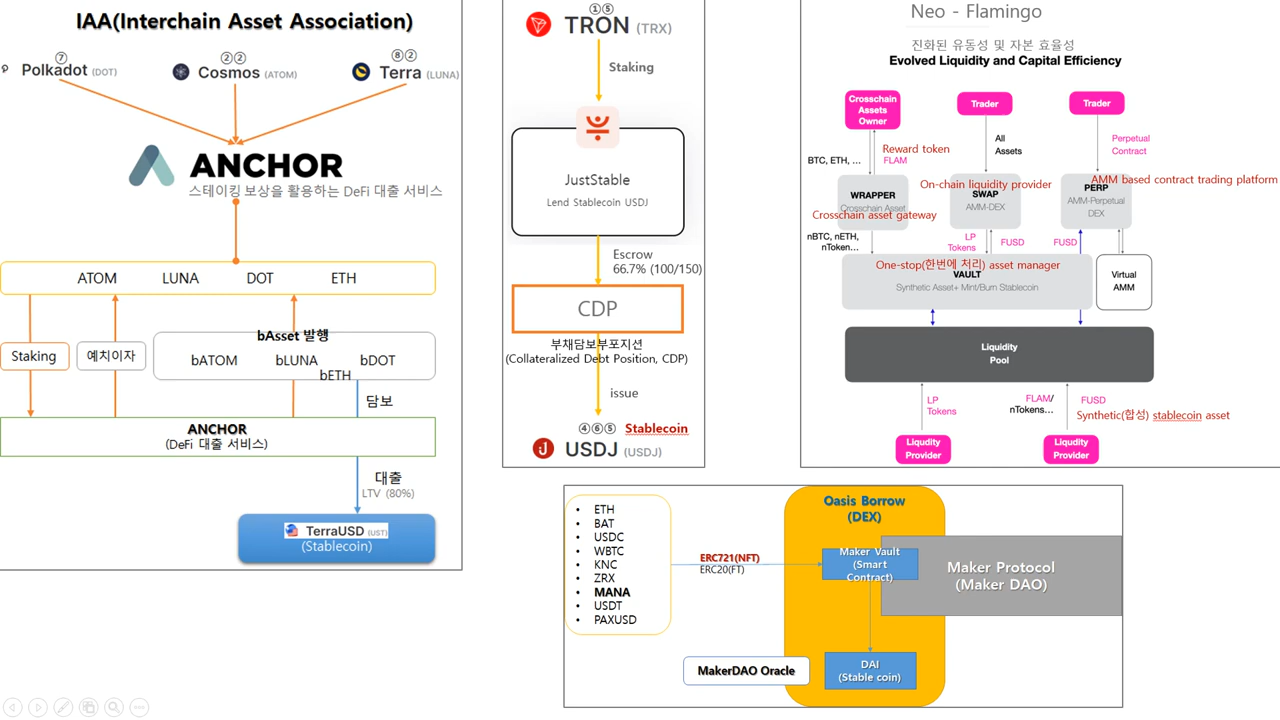 IAA(Interchain Asset Association)
⑦
②②
⑧②
Polkadot (DOT)
Cosmos (ATOM)
Terra (LUNA)
ANCHOR
스테이킹 보상을 활용하는 DeFi 대출 서비스
ATOM LUNA DOT ETH
bAsset 발행
Staking
예치이자
bATOM bLUNA bDOT
bETH
담보
ANCHOR
(DeFi 대출 서비스)
대출
LTV (80%)
TerraUSD (UST)
(Stablecoin)
①⑤
TRON (TRX)
Staking
JustStable
Lend Stablecoin USDJ
Escrow
66.7% (100/150)
CDP
부채담보부포지션
(Collateralized Debt Position, CDP)
issue
④⑥⑤ Stablecoin
USDJ (USDJ)
Neo - Flamingo
진화된 유동성 및 자본 효율성
Evolved Liquidity and Capital Efficiency
Crosschain
Assets
Owner
Trader
Trader
All
Assets
Perpetual
Contract
Reward token
BTC, ETH, ...
FLAM
On-chain liquidity provider
AMM based contract trading platform
WRAPPER
Crosschain Asset
Crosschain asset gateway
SWAP
AMM-DEX
PERP
AMM-Perpetual
DEX
nBTC, nETH,
nToken...
LP
Tokens
FUSD
FUSD
One-stop(한번에 처리) asset manager
VAULT
Synthetic Asset+ Mint/Burn Stablecoin
Virtual
AMM
Liquidity
Pool
LP
Tokens
FLAM/
nTokens...
FUSD
Synthetic(합성) stablecoin asset
Liqudity
Provider
Liqudity
Provider
• ETH
• BAT
• USDC
• WBTC
• KNC
• ZRX
• MANA
• USDT
• PAXUSD
ERC721(NFT)
ERC20(FT)
Oasis Borrow
(DEX)
Maker Vault
(Smart
Contract)
Maker Protocol
(Maker DAO)
MakerDAO Oracle
DAI
(Stable coin)